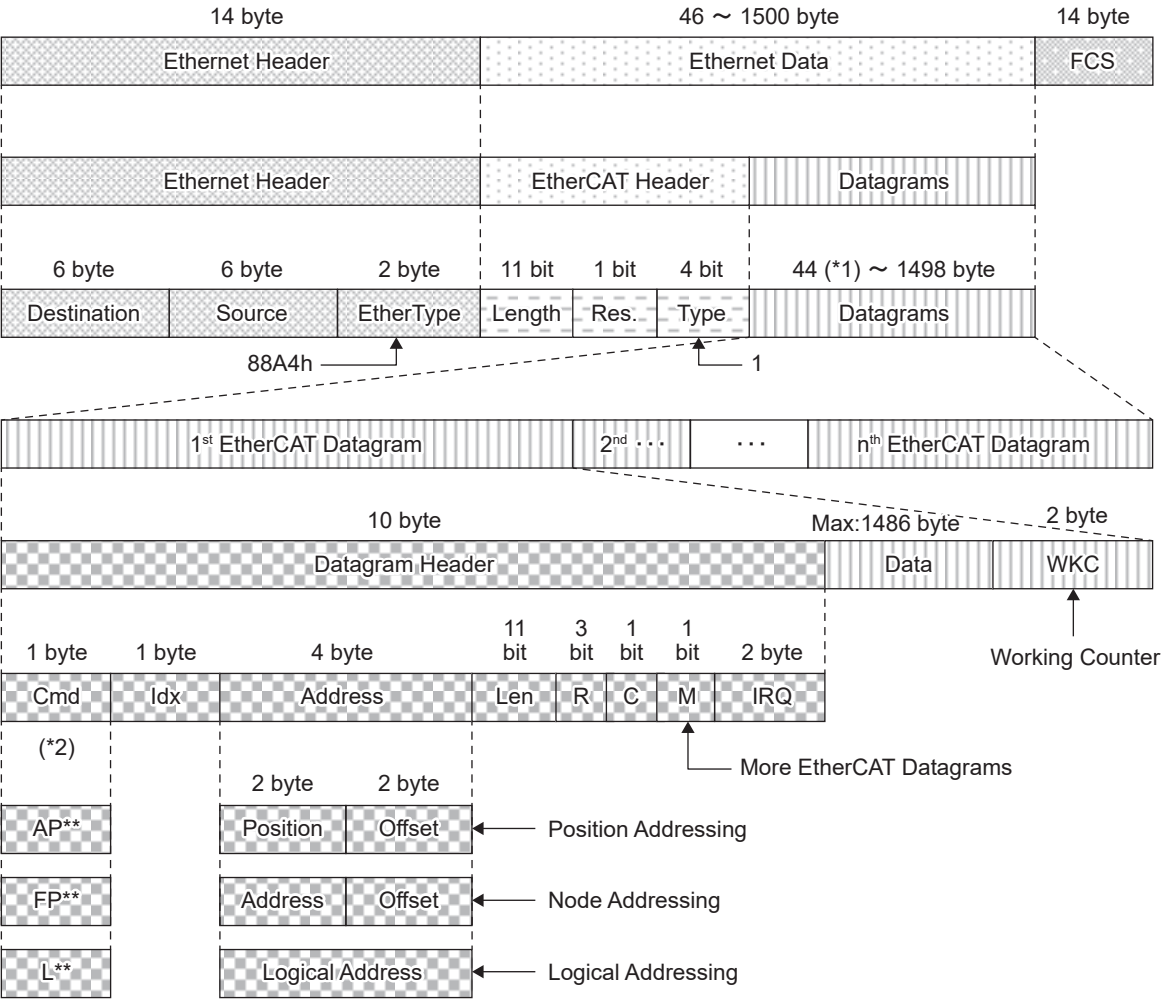 14 byte 46 ～ 1500 byte 14 byte
Ethernet Header Ethernet Data FCS
Ethernet Header EtherCAT Header Datagrams
6 byte 6 byte 2 byte 11 bit 1 bit 4 bit 44 (*1) ～ 1498 byte
Destination Source EtherType Length Res. Type Datagrams
88A4h 1
1st EtherCAT Datagram 2nd ··· ··· nth EtherCAT Datagram
10 byte Max:1486 byte 2 byte
Datagram Header Data WKC
Working Counter
1 byte 1 byte 4 byte 11 bit 3 bit 1 bit 1 bit 2 byte
Cmd Idx Address Len R C M IRQ
(*2)
More EtherCAT Datagrams
2 byte 2 byte
AP** Position Offset Position Addressing
FP** Address Offset Node Addressing
L** Logical Address Logical Addressing